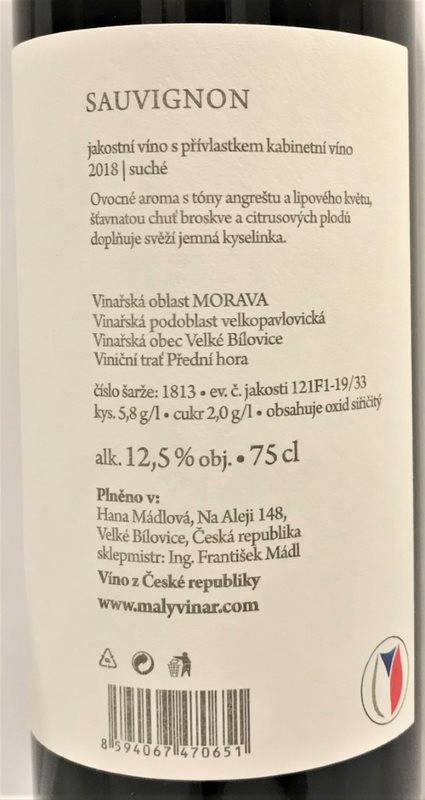 SAUVIGNON
jakostní víno s přívlastkem kabinetní víno
2018 | suché
Ovocné aroma s tóny angreštu a lipového květu,
šťavnatou chuť broskve a citrusových plodů
doplňuje svěží jemná kyselinka.
Vinařská oblast MORAVA
Vinařská podoblast velkopavlovická
Vinařská obec Velké Bílovice
Viniční trať Přední hora
číslo šarže: 1813 • ev. č. jakosti 121F1-19/33
kys. 5,8 g/l • cukr 2,0 g/l • obsahuje oxid siřičitý
alk. 12,5 % obj. • 75 cl
Plněno v:
Hana Mádlová, Na Aleji 148,
Velké Bílovice, Česká republika
sklepmistr: Ing. František Mádl
Víno z České republiky
www.malyvinar.com
8 594067 470651